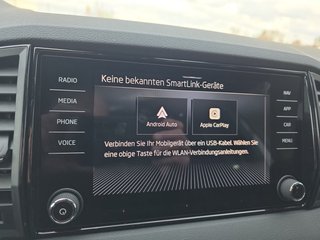 Keine bekannten SmartLink-Geräte
RADIO
MEDIA
PHONE
VOICE
NAV
APP
CAR
MENU
Android Auto
Apple CarPlay
Verbinden Sie Ihr Mobilgerät über ein USB-Kabel. Wählen Sie
eine obige Taste für die WLAN-Verbindungsanleitungen.